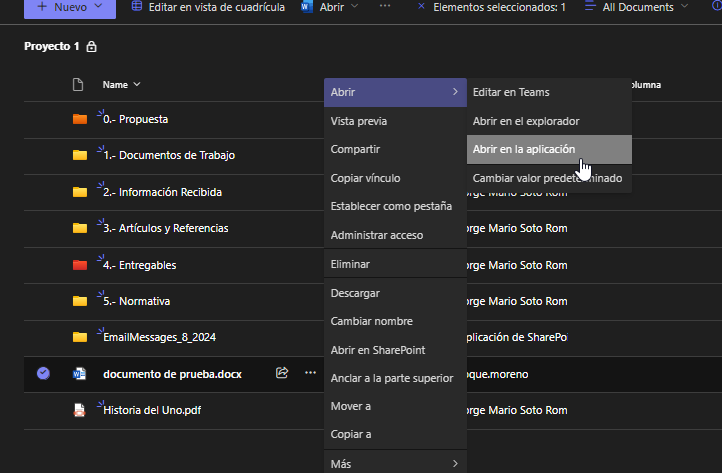 + Nuevo Editar en vista de cuadrícula Abrir ... × Elementos seleccionados: 1 All Documents
Proyecto 1
Name
0.- Propuesta
1.- Documentos de Trabajo
2.- Información Recibida
orge Mario Soto Rom
3.- Artículos y Referencias
orge Mario Soto Rom
4.- Entregables
orge Mario Soto Rom
5.- Normativa
orge Mario Soto Rom
EmailMessages_8_2024
plicación de SharePoi
documento de prueba.docx ...
oque.moreno
Historia del Uno.pdf
orge Mario Soto Rom
Abrir
Vista previa
Compartir
Copiar vínculo
Establecer como pestaña
Administrar acceso
Eliminar
Descargar
Cambiar nombre
Abrir en SharePoint
Anclar a la parte superior
Mover a
Copiar a
Más
Editar en Teams
Abrir en el explorador
Abrir en la aplicación
Cambiar valor predeterminado
olumna